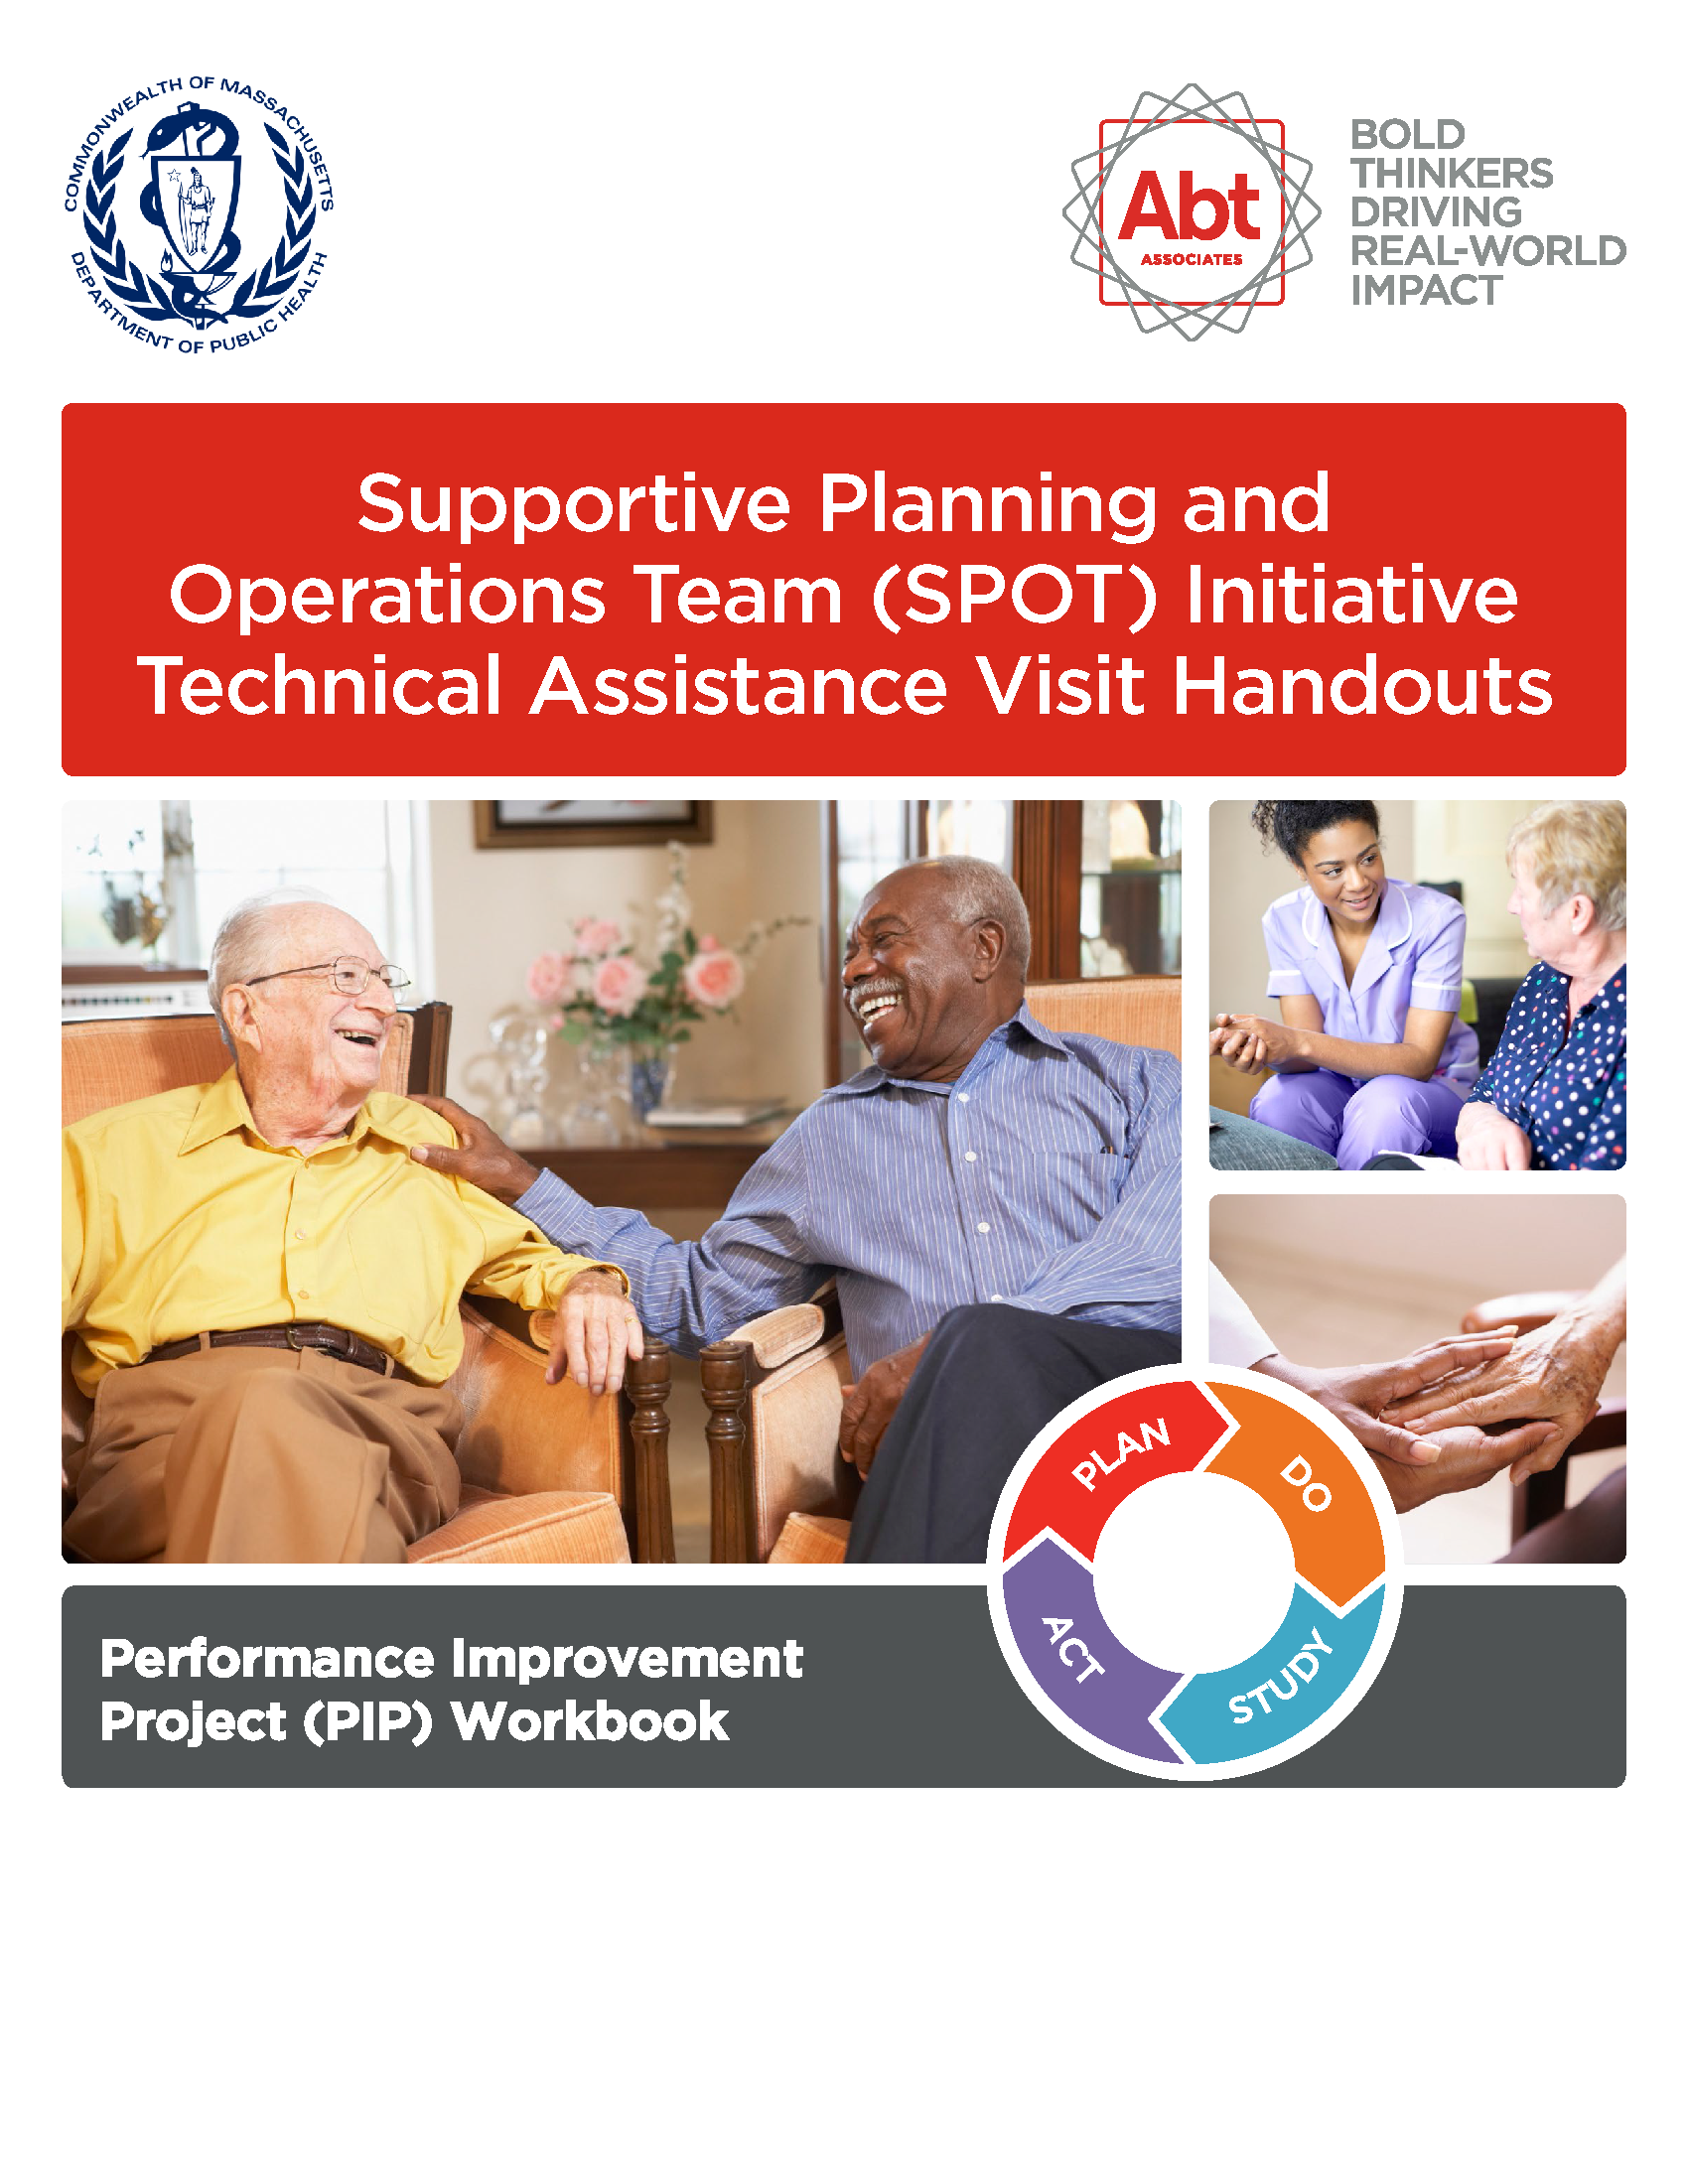 COMMONWEALTH OF MASSACHUSETTS
DEPARTMENT OF PUBLIC HEALTH
Abt
ASSOCIATES
BOLD
THINKERS
DRIVING
REAL-WORLD
IMPACT
Supportive Planning and
Operations Team (SPOT) Initiative
Technical Assistance Visit Handouts
PLAN
DO
STUDY
ACT
Performance Improvement
Project (PIP) Workbook